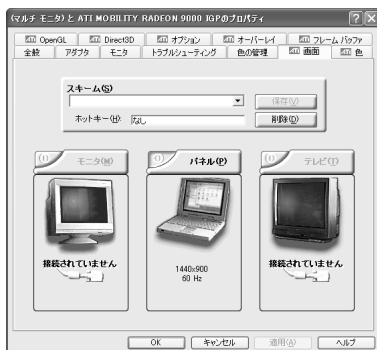 (マルチ モニタ) と ATI MOBILITY RADEON 9000 IGPのプロパティ
OpenGL Direct3D オプション オーバーレイ フレーム バッファ
全般 アダプタ モニタ トラブルシューティング 色の管理 画面 色
スキーム(S)
保存(V)
ホットキー(H): なし 削除(D)
モニタ(M) パネル(P) テレビ(T)
接続されていません 1440x900 接続されていません
60 Hz
OK キャンセル 適用(A) ヘルプ